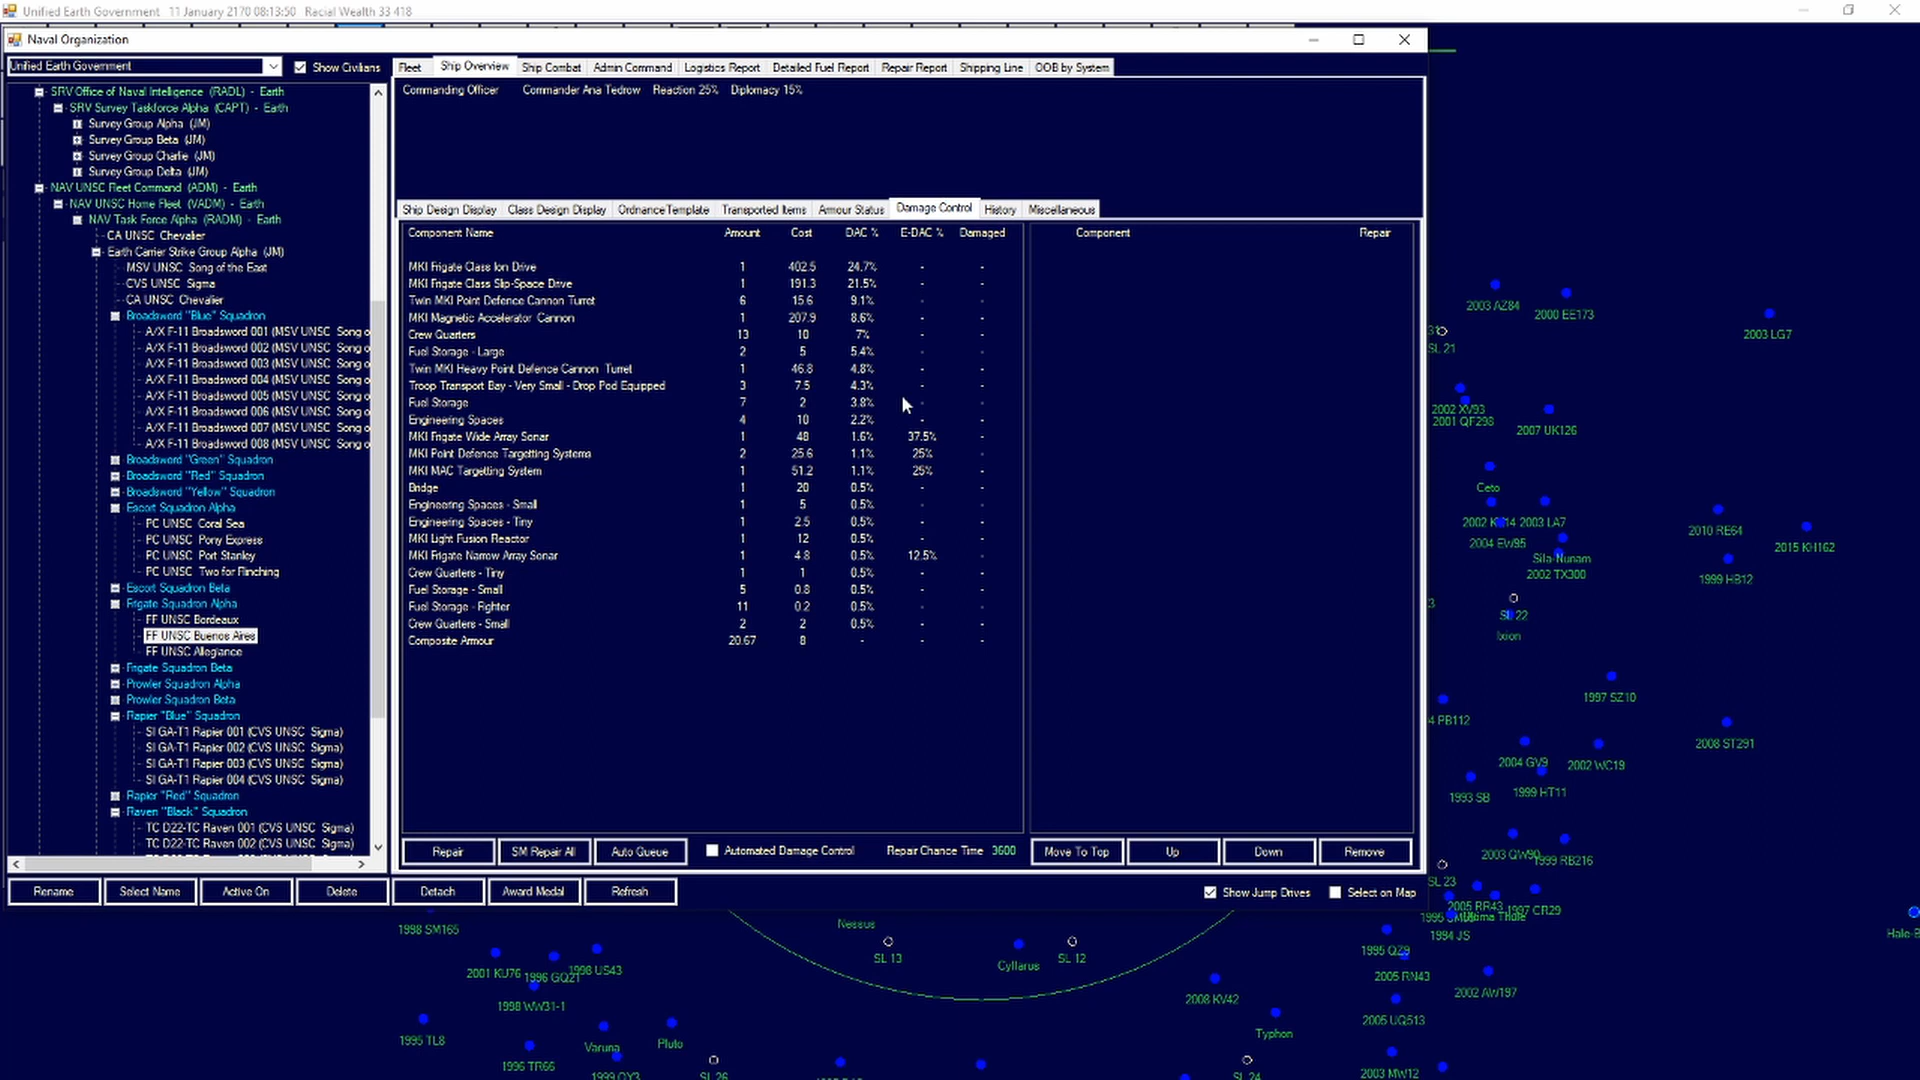 Unified Earth Government 11 January 2170 08:13:50 Racial Wealth 33 418
Naval Organization
Unified Earth Government
Show Civilians
Fleet Ship Overview Ship Combat Admin Command Logistics Report Detailed Fuel Report Repair Report Shipping Line OOB by System
Commanding Officer Commander Ana Tedrow Reaction 25% Diplomacy 15%
SRV Office of Naval Intelligence (RADL) - Earth
SRV Survey Taskforce Alpha (CAPT) - Earth
Survey Group Alpha (JM)
Survey Group Beta (JM)
Survey Group Charlie (JM)
Survey Group Delta (JM)
NAV UNSC Fleet Command (ADM) - Earth
NAV UNSC Home Fleet (VADM) - Earth
NAV Task Force Alpha (RADM) - Earth
CA UNSC Chevalier
Earth Carrier Strike Group Alpha (JM)
MSV UNSC Song of the East
CVS UNSC Sigma
CA UNSC Chevalier
Broadsword "Blue" Squadron
A/X F-11 Broadsword 001 (MSV UNSC Song o
A/X F-11 Broadsword 002 (MSV UNSC Song o
A/X F-11 Broadsword 003 (MSV UNSC Song o
A/X F-11 Broadsword 004 (MSV UNSC Song o
A/X F-11 Broadsword 005 (MSV UNSC Song o
A/X F-11 Broadsword 006 (MSV UNSC Song o
A/X F-11 Broadsword 007 (MSV UNSC Song o
A/X F-11 Broadsword 008 (MSV UNSC Song o
Broadsword "Green" Squadron
Broadsword "Red" Squadron
Broadsword "Yellow" Squadron
Escort Squadron Alpha
PC UNSC Coral Sea
PC UNSC Pony Express
PC UNSC Port Stanley
PC UNSC Two for Flinching
Escort Squadron Beta
Frigate Squadron Alpha
FF UNSC Bordeaux
FF UNSC Buenos Aires
FF UNSC Allegiance
Frigate Squadron Beta
Prowler Squadron Alpha
Prowler Squadron Beta
Rapier "Blue" Squadron
SI GA-T1 Rapier 001 (CVS UNSC Sigma)
SI GA-T1 Rapier 002 (CVS UNSC Sigma)
SI GA-T1 Rapier 003 (CVS UNSC Sigma)
SI GA-T1 Rapier 004 (CVS UNSC Sigma)
Rapier "Red" Squadron
Raven "Black" Squadron
TC D22-TC Raven 001 (CVS UNSC Sigma)
TC D22-TC Raven 002 (CVS UNSC Sigma)
Ship Design Display Class Design Display Ordnance Template Transported Items Armour Status Damage Control History Miscellaneous
Component Name Amount Cost DAC % E-DAC % Damaged
MKI Frigate Class Ion Drive 1 402.5 24.7% - -
MKI Frigate Class Slip-Space Drive 1 191.3 21.5% - -
Twin MKI Point Defence Cannon Turret 6 15.6 9.1% - -
MKI Magnetic Accelerator Cannon 1 207.9 8.6% - -
Crew Quarters 13 10 7% - -
Fuel Storage - Large 2 5 5.4% - -
Twin MKI Heavy Point Defence Cannon Turret 1 46.8 4.8% - -
Troop Transport Bay - Very Small - Drop Pod Equipped 3 7.5 4.3% - -
Fuel Storage 7 2 3.8% - -
Engineering Spaces 4 10 2.2% - -
MKI Frigate Wide Array Sonar 1 48 1.6% 37.5% -
MKI Point Defence Targetting Systems 2 25.6 1.1% 25% -
MKI MAC Targetting System 1 51.2 1.1% 25% -
Bridge 1 20 0.5% - -
Engineering Spaces - Small 1 5 0.5% - -
Engineering Spaces - Tiny 1 2.5 0.5% - -
MKI Light Fusion Reactor 1 12 0.5% - -
MKI Frigate Narrow Array Sonar 1 4.8 0.5% 12.5% -
Crew Quarters - Tiny 1 1 0.5% - -
Fuel Storage - Small 5 0.8 0.5% - -
Fuel Storage - Fighter 11 0.2 0.5% - -
Crew Quarters - Small 2 2 0.5% - -
Composite Armour 20.67 8 - - -
Component Repair
Repair SM Repair All Auto Queue Automated Damage Control Repair Chance Time 3600 Move To Top Up Down Remove
Rename Select Name Active On Delete Detach Award Medal Refresh Show Jump Drives Select on Map
2003 AZ84
2000 EE173
2003 LG7
SL 21
2002 XV93
2001 QF298
2007 UK126
Ceto
2003 LA7
2004 EW95
2010 RE64
2015 KH162
Sila-Nunam
2002 TX300
1999 HB12
SL 22
Ixion
1997 SZ10
4 PB112
2008 ST291
2004 GV9
2002 WC19
1999 HT11
1993 SB
2003 QW90
1999 RB216
SL 23
2005 RR43
1997 CR29
1994 JS
Hale-B
1998 SM165
Nessus
SL 13
Cyllarus
SL 12
1995 QZ9
2005 RN43
2001 KU76
1996 GQ21
1998 US43
1998 WW31-1
2008 KV42
2002 AW197
2005 UQ513
Typhon
1995 TL8
Varuna
Pluto
1996 TR66
1999 OY3
SL 26
SL 24
2003 MW12